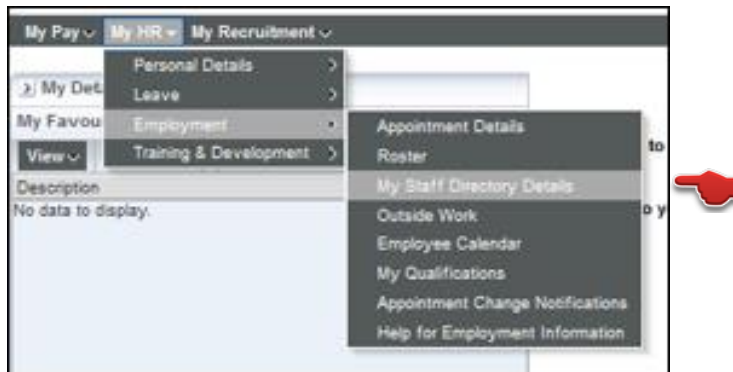 My Pay My HR My Recruitment
Personal Details
My Det
Leave
My Favou
Employment
Appointment Details
to
View
Training & Development
Roster
Description
My Staff Directory Details
No data to display.
Outside Work
o y
Employee Calendar
My Qualifications
Appointment Change Notifications
Help for Employment Information